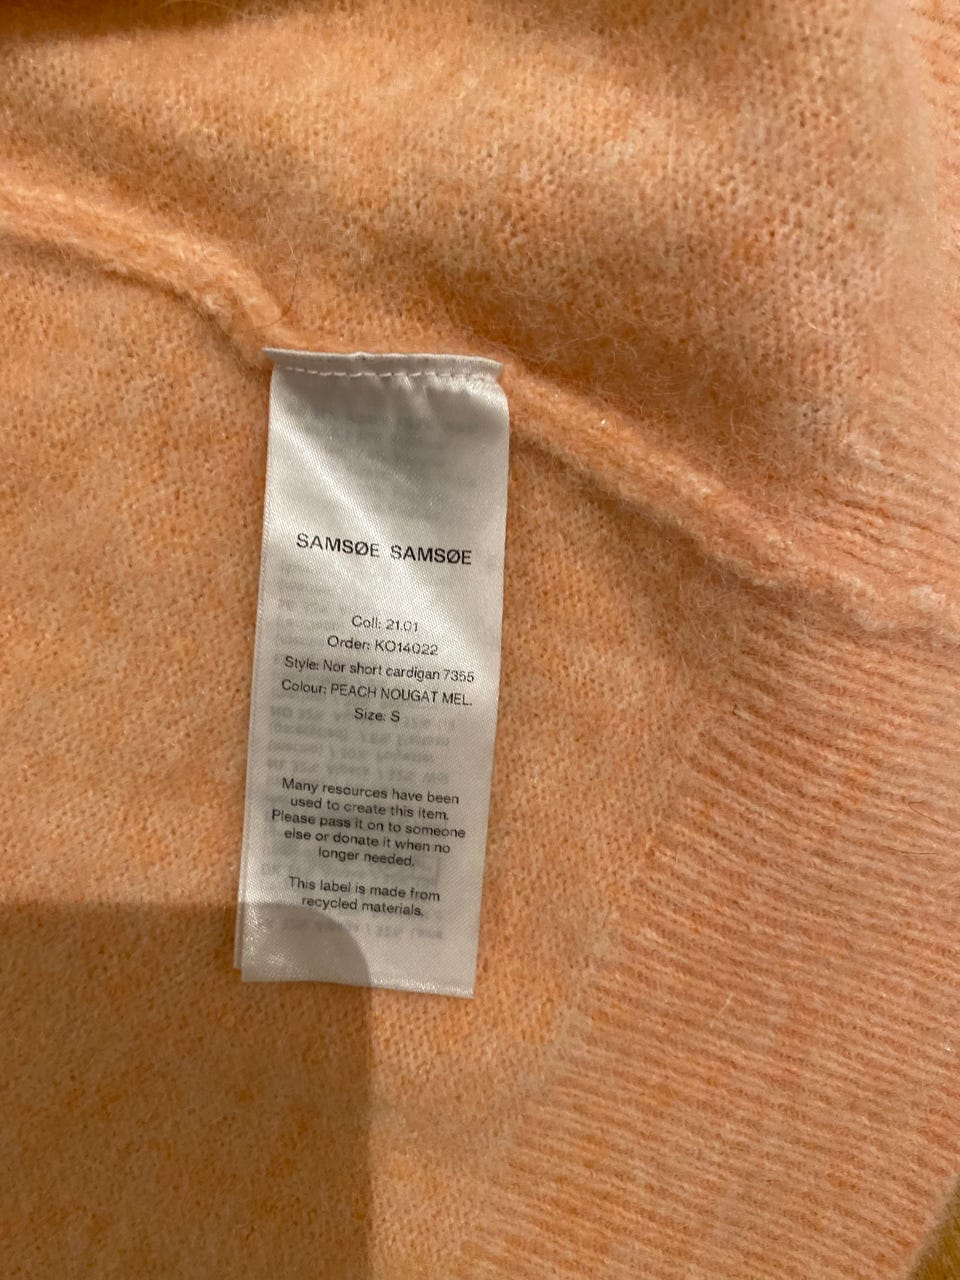 SAMSØE SAMSØE
Coll: 21.01
Order: KO14022
Style: Nor short cardigan 7355
Colour: PEACH NOUGAT MEL.
Size: S
Many resources have been
used to create this item.
Please pass it on to someone
else or donate it when no
longer needed.
This label is made from
recycled materials.